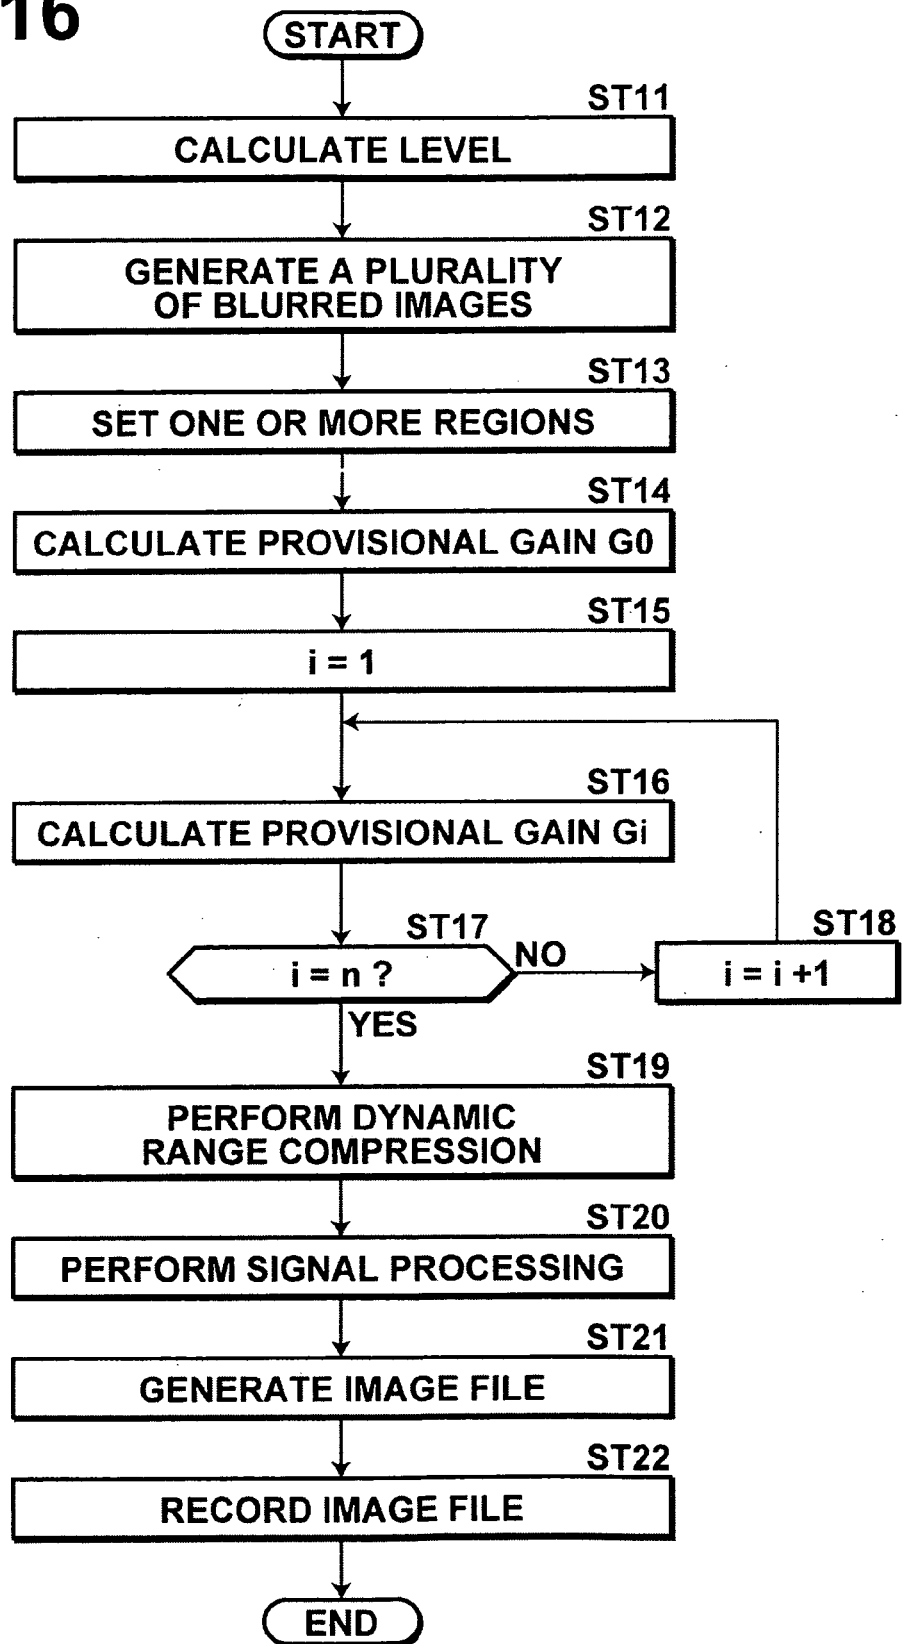 16
START
ST11
CALCULATE LEVEL
ST12
GENERATE A PLURALITY
OF BLURRED IMAGES
ST13
SET ONE OR MORE REGIONS
ST14
CALCULATE PROVISIONAL GAIN G0
ST15
i = 1
ST16
CALCULATE PROVISIONAL GAIN Gi
ST17
i = n ?
NO
ST18
i = i +1
YES
ST19
PERFORM DYNAMIC
RANGE COMPRESSION
ST20
PERFORM SIGNAL PROCESSING
ST21
GENERATE IMAGE FILE
ST22
RECORD IMAGE FILE
END